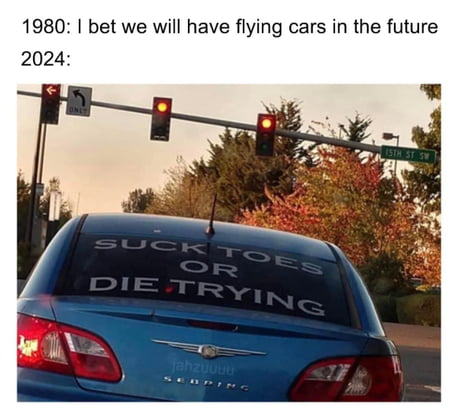 1980: I bet we will have flying cars in the future
2024:
ONLY
15TH ST SW
SUCK TOES
OR
DIE TRYING
jahzuuuu
SEBRING